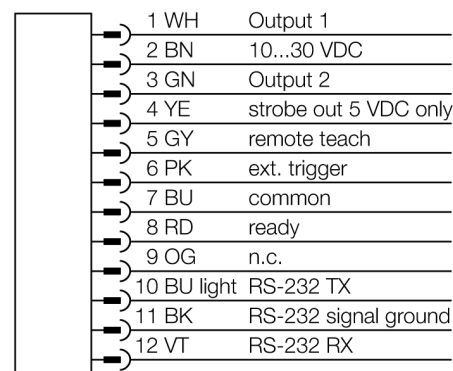 1 WH Output 1
2 BN 10...30 VDC
3 GN Output 2
4 YE strobe out 5 VDC only
5 GY remote teach
6 PK ext. trigger
7 BU common
8 RD ready
9 OG n.c.
10 BU light RS-232 TX
11 BK RS-232 signal ground
12 VT RS-232 RX